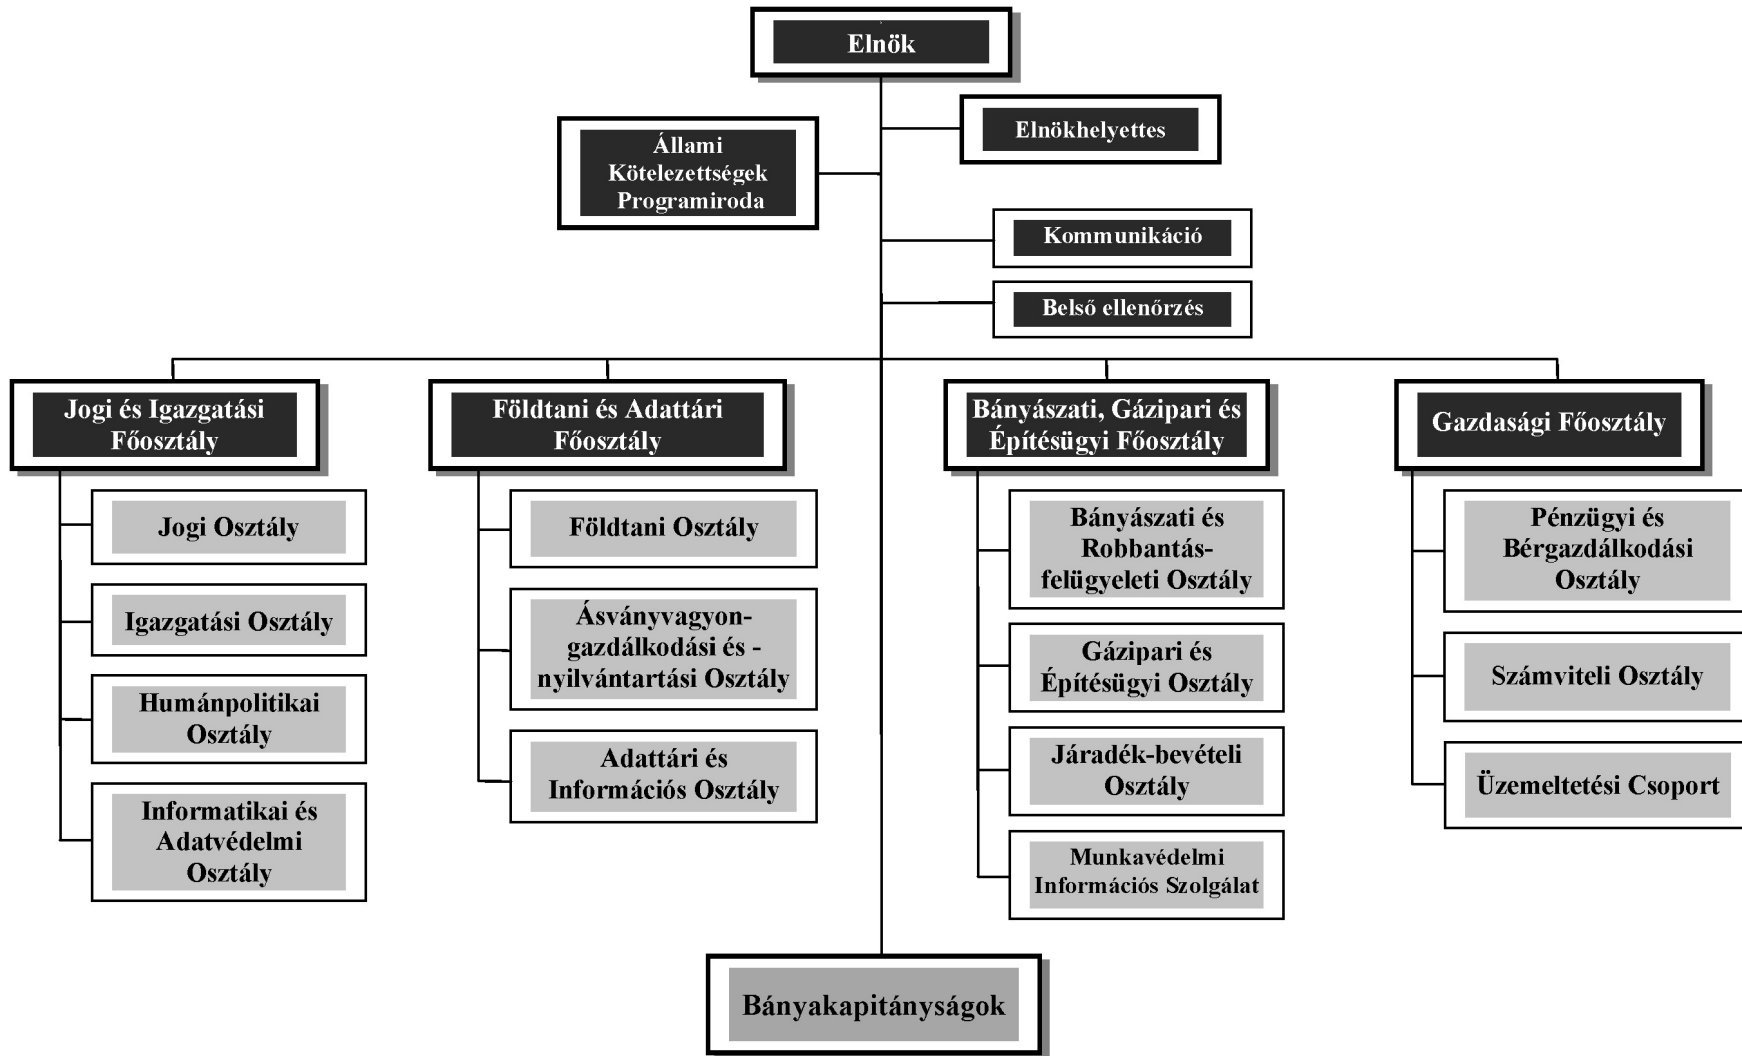 Elnök
Elnökhelyettes
Állami
Kötelezettségek
Programiroda
Kommunikáció
Belső ellenőrzés
Jogi és Igazgatási
Főosztály
Jogi Osztály
Igazgatási Osztály
Humánpolitikai
Osztály
Informatikai és
Adatvédelmi
Osztály
Földtani és Adattári
Főosztály
Földtani Osztály
Ásványvagyon-
gazdálkodási és -
nyilvántartási Osztály
Adattári és
Információs Osztály
Bányászati, Gázipari és
Építésügyi Főosztály
Bányászati és
Robbantás-
felügyeleti Osztály
Gázipari és
Építésügyi Osztály
Járadék-bevételi
Osztály
Munkavédelmi
Információs Szolgálat
Gazdasági Főosztály
Pénzügyi és
Bérgazdálkodási
Osztály
Számviteli Osztály
Üzemeltetési Csoport
Bányakapitányságok